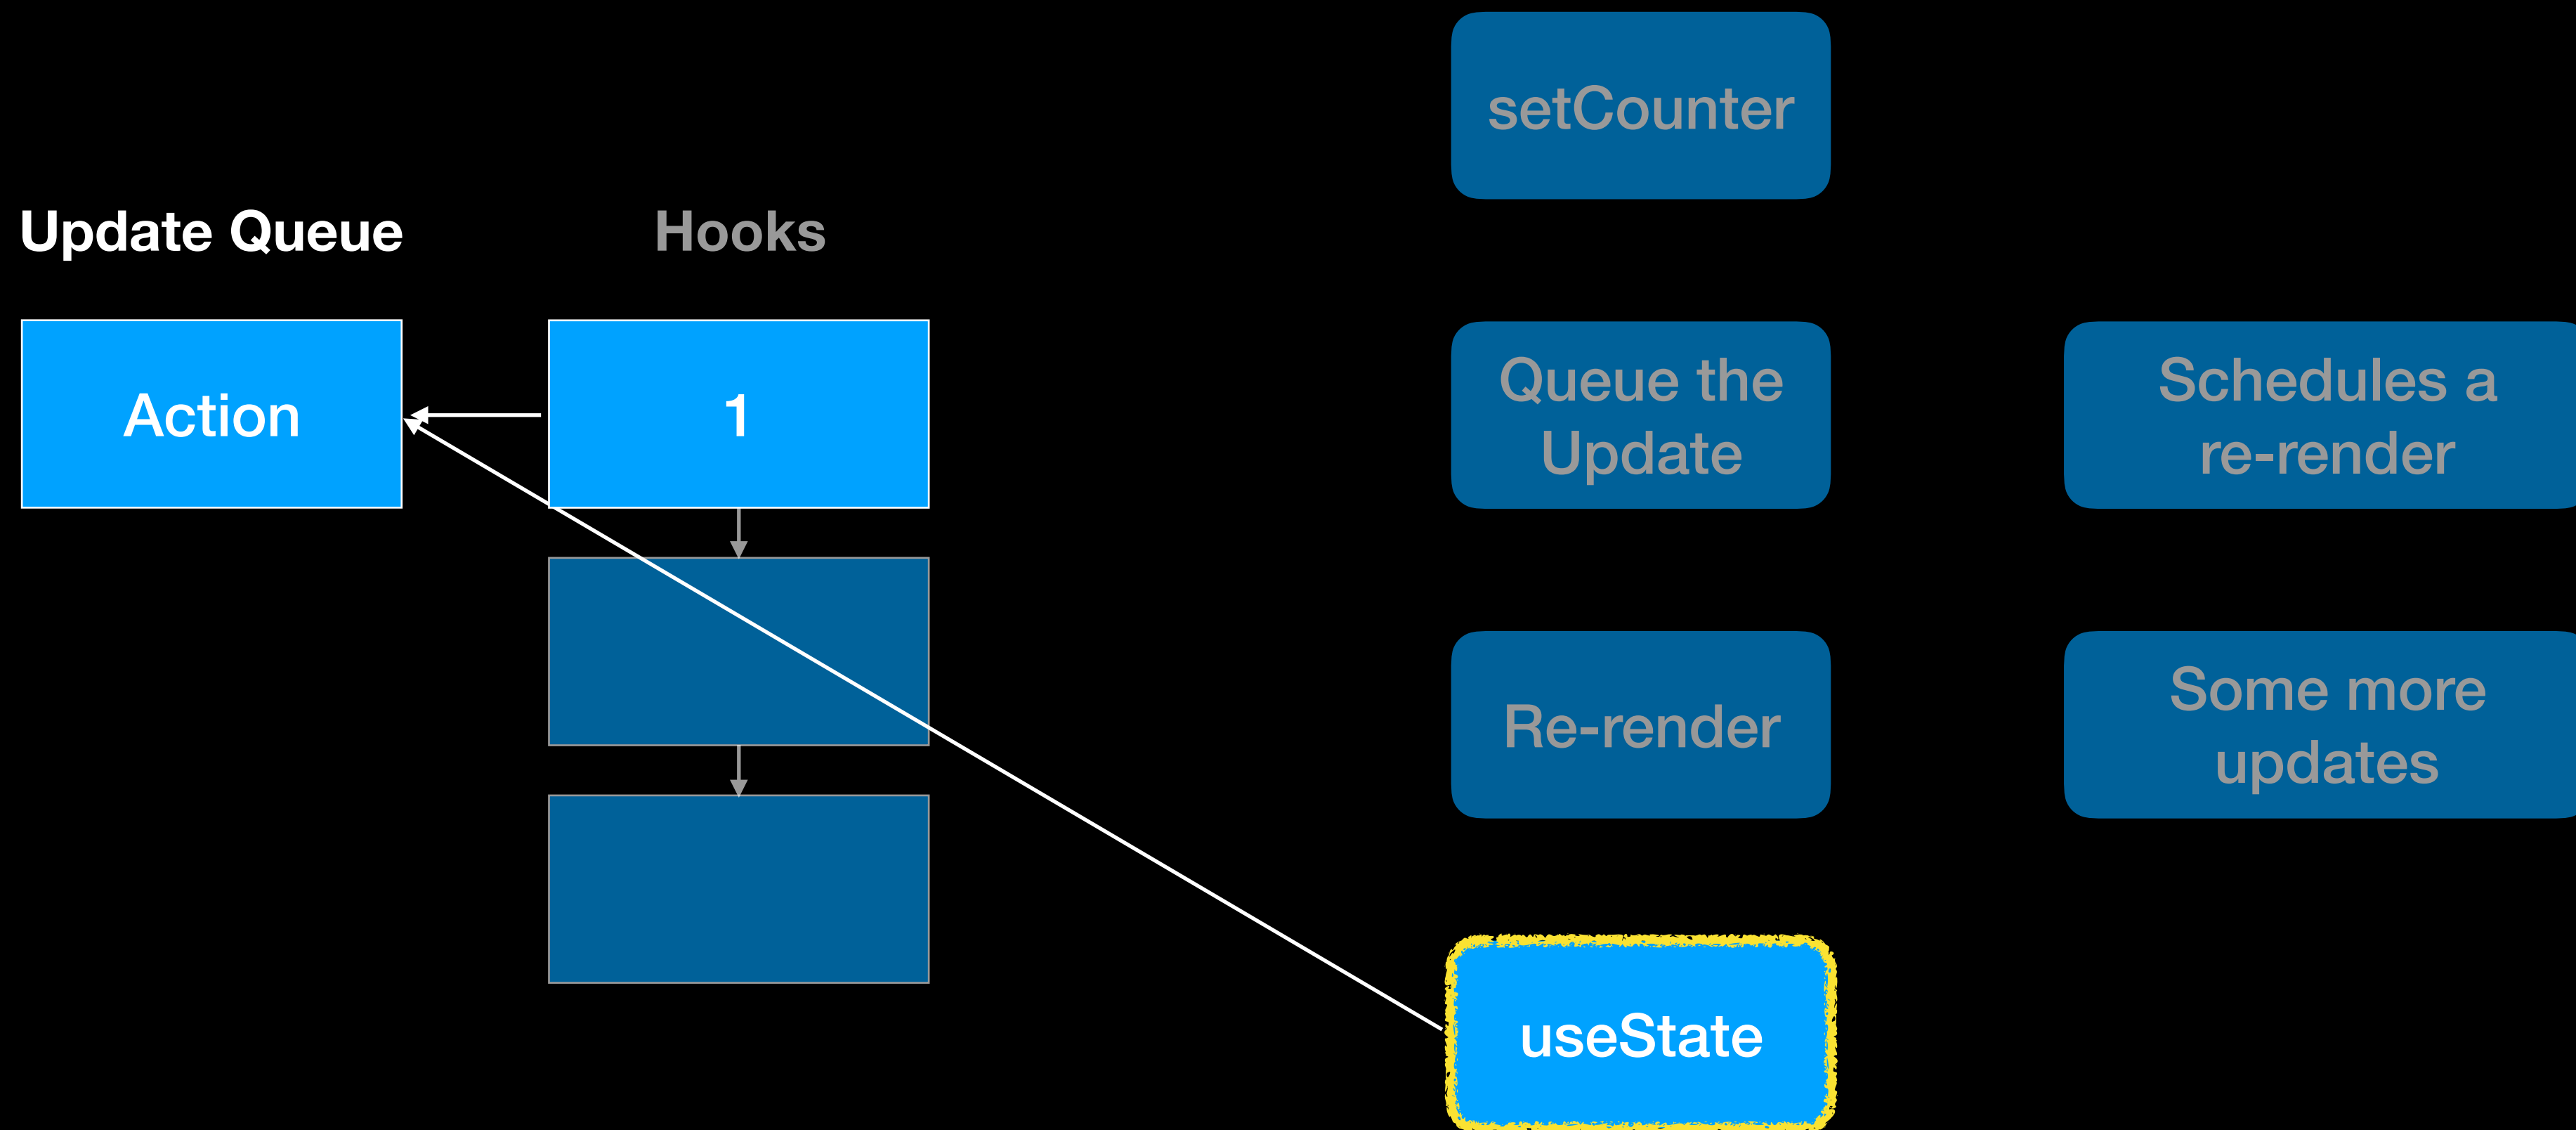 setCounter
Update Queue
Hooks
Action
1
Queue the
Update
Schedules a
re-render
Re-render
Some more
updates
useState